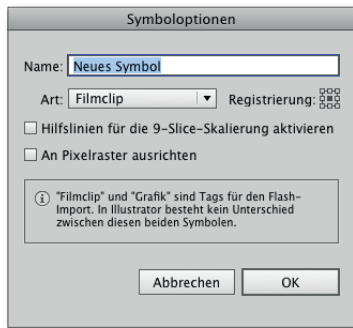 Symboloptionen
Name: Neues Symbol
Art: Filmclip Registrierung:
Hilfslinien für die 9-Slice-Skalierung aktivieren
An Pixelraster ausrichten
"Filmclip" und "Grafik" sind Tags für den Flash-
Import. In Illustrator besteht kein Unterschied
zwischen diesen beiden Symbolen.
Abbrechen OK